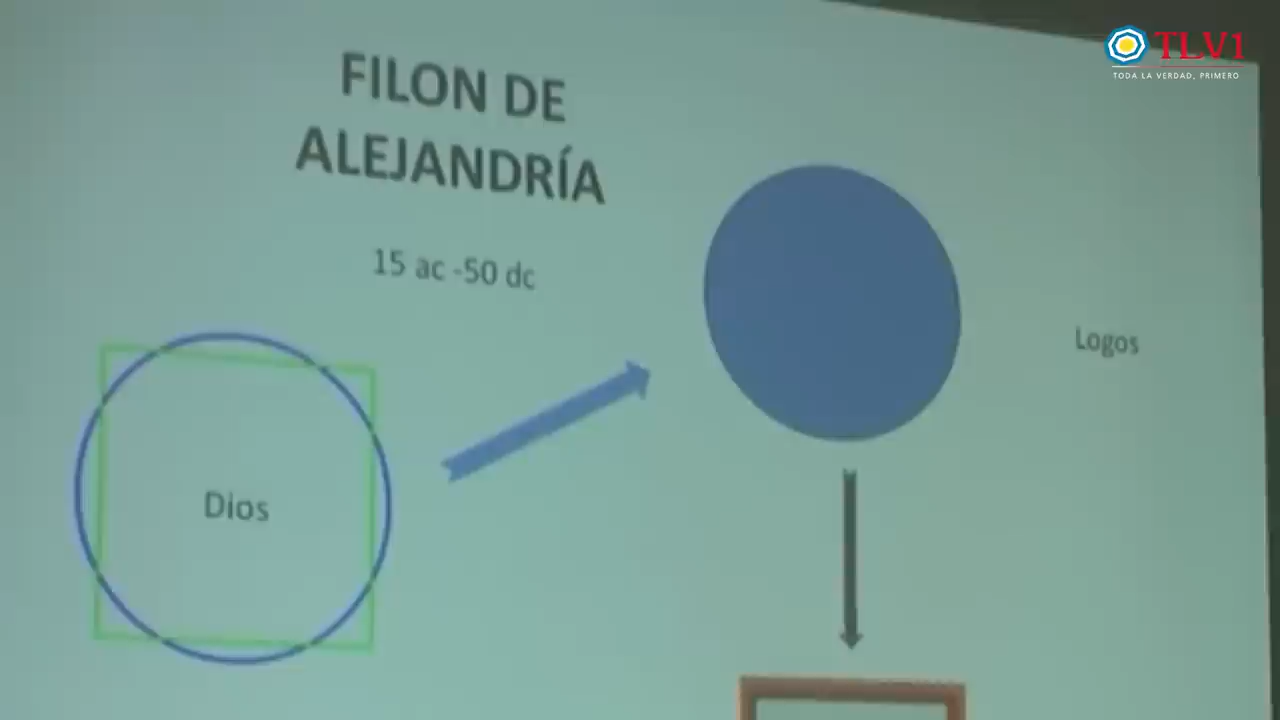 TLV1
TODA LA VERDAD, PRIMERO
FILON DE
ALEJANDRÍA
15 ac -50 dc
Logos
Dios